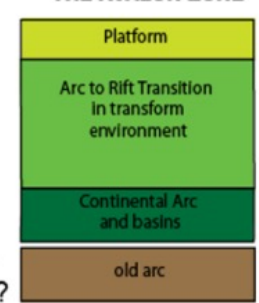 Platform
Arc to Rift Transition
in transform
environment
Continental Arc
and basins
old arc
?